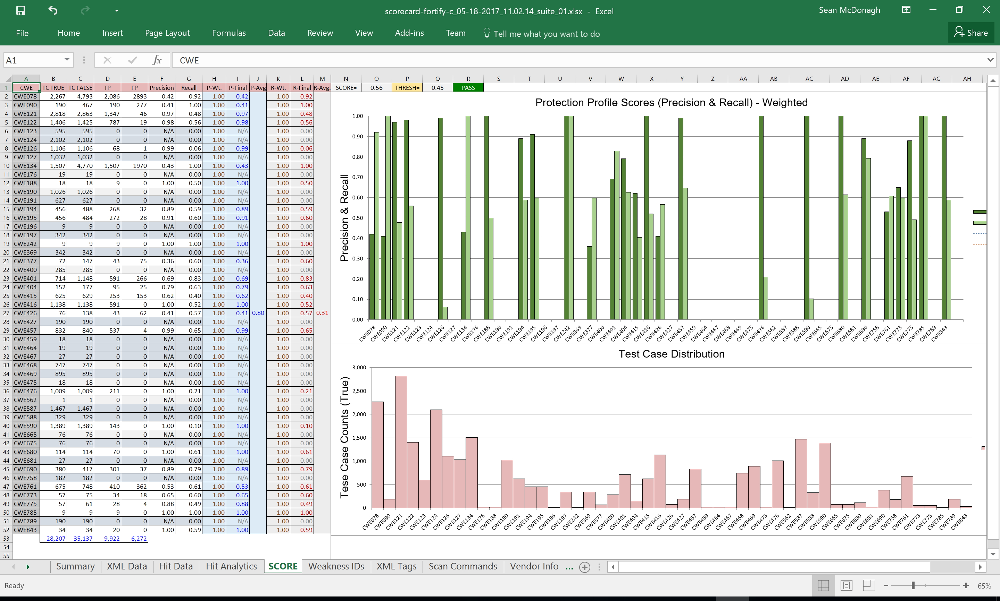 scorecard-fortify-c_05-18-2017_11.02.14_suite_01.xlsx - Excel
Sean McDonagh
File Home Insert Page Layout Formulas Data Review View Add-ins Team Tell me what you want to do Share
A1 fx CWE
A B C D E F G H I J K L M N O P Q R S T U V W X Y Z AA AB AC AD AE AF AG AH
1 CWE TC TRUE TC FALSE TP FP Precision Recall P-Wt. P-Final P-Avg R-Wt. R-Final R-Avg. SCORE= 0.56 THRESH= 0.45 PASS
2 CWE078 2,267 4,793 2,086 2893 0.42 0.92 1.00 0.42 1.00 0.92
3 CWE090 190 467 190 277 0.41 1.00 1.00 0.41 1.00 1.00
4 CWE121 2,818 2,863 1,347 46 0.97 0.48 1.00 0.97 1.00 0.48
5 CWE122 1,406 1,425 787 19 0.98 0.56 1.00 0.98 1.00 0.56
6 CWE123 595 595 0 0 N/A 0.00 1.00 N/A 1.00 0.00
7 CWE124 2,102 2,102 0 0 N/A 0.00 1.00 N/A 1.00 0.00
8 CWE126 1,106 1,106 68 1 0.99 0.06 1.00 0.99 1.00 0.06
9 CWE127 1,032 1,032 0 0 N/A 0.00 1.00 N/A 1.00 0.00
10 CWE134 1,507 4,770 1,507 1970 0.43 1.00 1.00 0.43 1.00 1.00
11 CWE176 19 19 0 0 N/A 0.00 1.00 N/A 1.00 0.00
12 CWE188 18 18 9 0 1.00 0.50 1.00 1.00 1.00 0.50
13 CWE190 1,026 1,026 0 0 N/A 0.00 1.00 N/A 1.00 0.00
14 CWE191 627 627 0 0 N/A 0.00 1.00 N/A 1.00 0.00
15 CWE194 456 488 268 32 0.89 0.59 1.00 0.89 1.00 0.59
16 CWE195 456 484 272 28 0.91 0.60 1.00 0.91 1.00 0.60
17 CWE196 9 9 0 0 N/A 0.00 1.00 N/A 1.00 0.00
18 CWE197 342 342 0 0 N/A 0.00 1.00 N/A 1.00 0.00
19 CWE242 9 9 9 0 1.00 1.00 1.00 1.00 1.00 1.00
20 CWE369 342 342 0 0 N/A 0.00 1.00 N/A 1.00 0.00
21 CWE377 72 147 43 75 0.36 0.60 1.00 0.36 1.00 0.60
22 CWE400 285 285 0 0 N/A 0.00 1.00 N/A 1.00 0.00
23 CWE401 714 1,148 591 266 0.69 0.83 1.00 0.69 1.00 0.83
24 CWE404 152 177 95 25 0.79 0.63 1.00 0.79 1.00 0.63
25 CWE415 625 629 253 153 0.62 0.40 1.00 0.62 1.00 0.40
26 CWE416 1,138 1,138 591 0 1.00 0.52 1.00 1.00 1.00 0.52
27 CWE426 76 138 43 62 0.41 0.57 1.00 0.41 0.80 1.00 0.57 0.31
28 CWE427 190 190 0 0 N/A 0.00 1.00 N/A 1.00 0.00
29 CWE457 832 840 537 4 0.99 0.65 1.00 0.99 1.00 0.65
30 CWE459 18 18 0 0 N/A 0.00 1.00 N/A 1.00 0.00
31 CWE464 19 19 0 0 N/A 0.00 1.00 N/A 1.00 0.00
32 CWE467 27 27 0 0 N/A 0.00 1.00 N/A 1.00 0.00
33 CWE468 747 747 0 0 N/A 0.00 1.00 N/A 1.00 0.00
34 CWE469 895 895 0 0 N/A 0.00 1.00 N/A 1.00 0.00
35 CWE475 18 18 0 0 N/A 0.00 1.00 N/A 1.00 0.00
36 CWE476 1,009 1,009 211 0 1.00 0.21 1.00 1.00 1.00 0.21
37 CWE562 1 1 0 0 N/A 0.00 1.00 N/A 1.00 0.00
38 CWE587 1,467 1,467 0 0 N/A 0.00 1.00 N/A 1.00 0.00
39 CWE588 329 329 0 0 N/A 0.00 1.00 N/A 1.00 0.00
40 CWE590 1,389 1,389 143 0 1.00 0.10 1.00 1.00 1.00 0.10
41 CWE665 76 76 0 0 N/A 0.00 1.00 N/A 1.00 0.00
42 CWE675 76 76 0 0 N/A 0.00 1.00 N/A 1.00 0.00
43 CWE680 114 114 70 0 1.00 0.61 1.00 1.00 1.00 0.61
44 CWE681 27 27 0 0 N/A 0.00 1.00 N/A 1.00 0.00
45 CWE690 380 417 301 37 0.89 0.79 1.00 0.89 1.00 0.79
46 CWE758 182 182 0 0 N/A 0.00 1.00 N/A 1.00 0.00
47 CWE761 675 748 410 362 0.53 0.61 1.00 0.53 1.00 0.61
48 CWE773 57 75 34 18 0.65 0.60 1.00 0.65 1.00 0.60
49 CWE775 57 61 28 4 0.88 0.49 1.00 0.88 1.00 0.49
50 CWE785 9 9 9 0 1.00 1.00 1.00 1.00 1.00 1.00
51 CWE789 190 190 0 0 N/A 0.00 1.00 N/A 1.00 0.00
52 CWE843 34 34 20 0 1.00 0.59 1.00 1.00 1.00 0.59
53 28,207 35,137 9,922 6,272
54
55
Protection Profile Scores (Precision & Recall) - Weighted
Precision & Recall
1.00
0.90
0.80
0.70
0.60
0.50
0.40
0.30
0.20
0.10
0.00
CWE078 CWE090 CWE121 CWE122 CWE123 CWE124 CWE126 CWE127 CWE134 CWE176 CWE188 CWE190 CWE191 CWE194 CWE195 CWE196 CWE197 CWE242 CWE369 CWE377 CWE400 CWE401 CWE404 CWE415 CWE416 CWE426 CWE427 CWE457 CWE459 CWE464 CWE467 CWE468 CWE469 CWE475 CWE476 CWE562 CWE587 CWE588 CWE590 CWE665 CWE675 CWE680 CWE681 CWE690 CWE758 CWE761 CWE773 CWE775 CWE785 CWE789 CWE843
Test Case Distribution
Tese Case Counts (True)
3,000
2,500
2,000
1,500
1,000
500
0
CWE078 CWE090 CWE121 CWE122 CWE123 CWE124 CWE126 CWE127 CWE134 CWE176 CWE188 CWE190 CWE191 CWE194 CWE195 CWE196 CWE197 CWE242 CWE369 CWE377 CWE400 CWE401 CWE404 CWE415 CWE416 CWE426 CWE427 CWE457 CWE459 CWE464 CWE467 CWE468 CWE469 CWE475 CWE476 CWE562 CWE587 CWE588 CWE590 CWE665 CWE675 CWE680 CWE681 CWE690 CWE758 CWE761 CWE773 CWE775 CWE785 CWE789 CWE843
Summary XML Data Hit Data Hit Analytics SCORE Weakness IDs XML Tags Scan Commands Vendor Info ...
Ready 65%